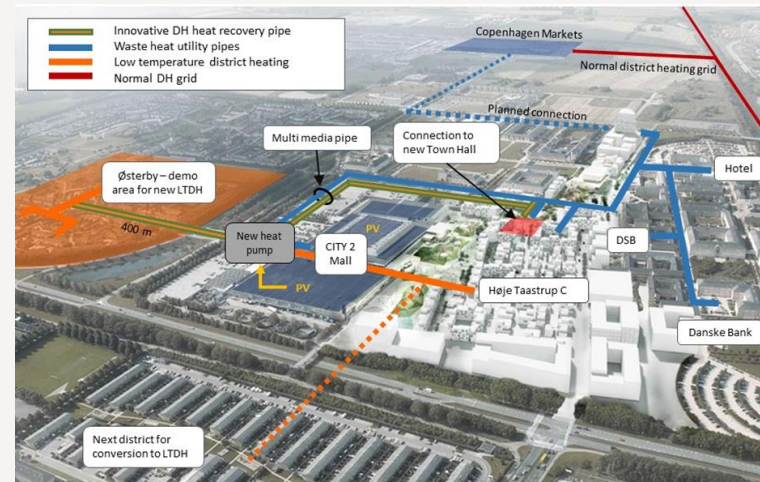 Innovative DH heat recovery pipe
Waste heat utility pipes
Low temperature district heating
Normal DH grid
Copenhagen Markets
Normal district heating grid
Planned connection
Multi media pipe
Connection to
new Town Hall
Hotel
Østerby – demo
area for new LTDH
400 m
New heat
pump
PV
CITY 2
Mall
DSB
PV
Høje Taastrup C
Danske Bank
Next district for
conversion to LTDH